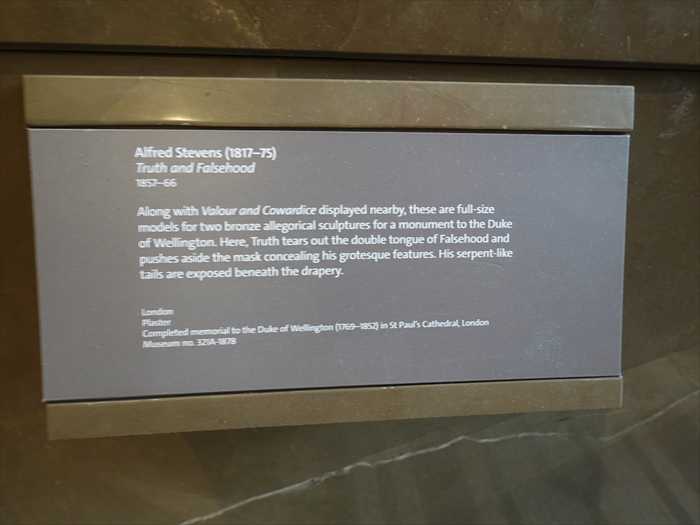 Alfred Stevens (1817–75)
Truth and Falsehood
1857–66
Along with Valour and Cowardice displayed nearby, these are full-size
models for two bronze allegorical sculptures for a monument to the Duke
of Wellington. Here, Truth tears out the double tongue of Falsehood and
pushes aside the mask concealing his grotesque features. His serpent-like
tails are exposed beneath the drapery.
London
Plaster
Completed memorial to the Duke of Wellington (1769–1852) in St Paul's Cathedral, London
Museum no. 321A-1878